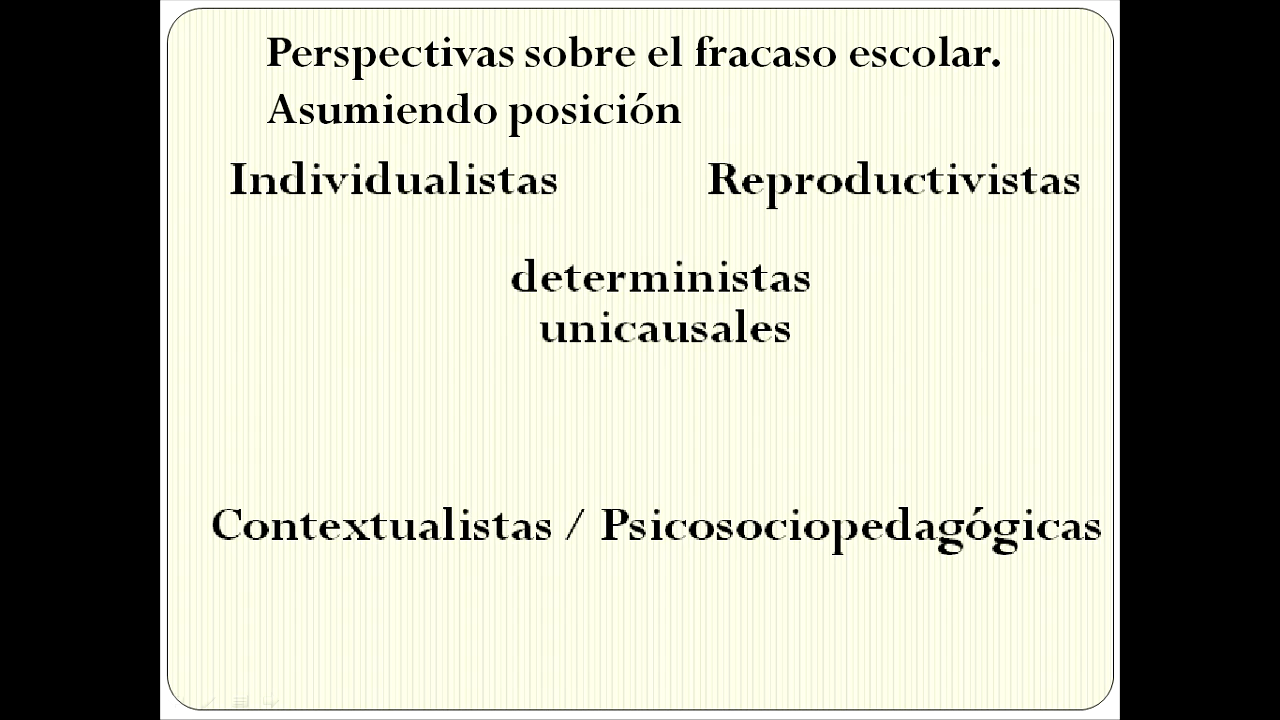 Perspectivas sobre el fracaso escolar.
Asumiendo posición
Individualistas Reproductivistas
deterministas
unicausales
Contextualistas / Psicosociopedagógicas